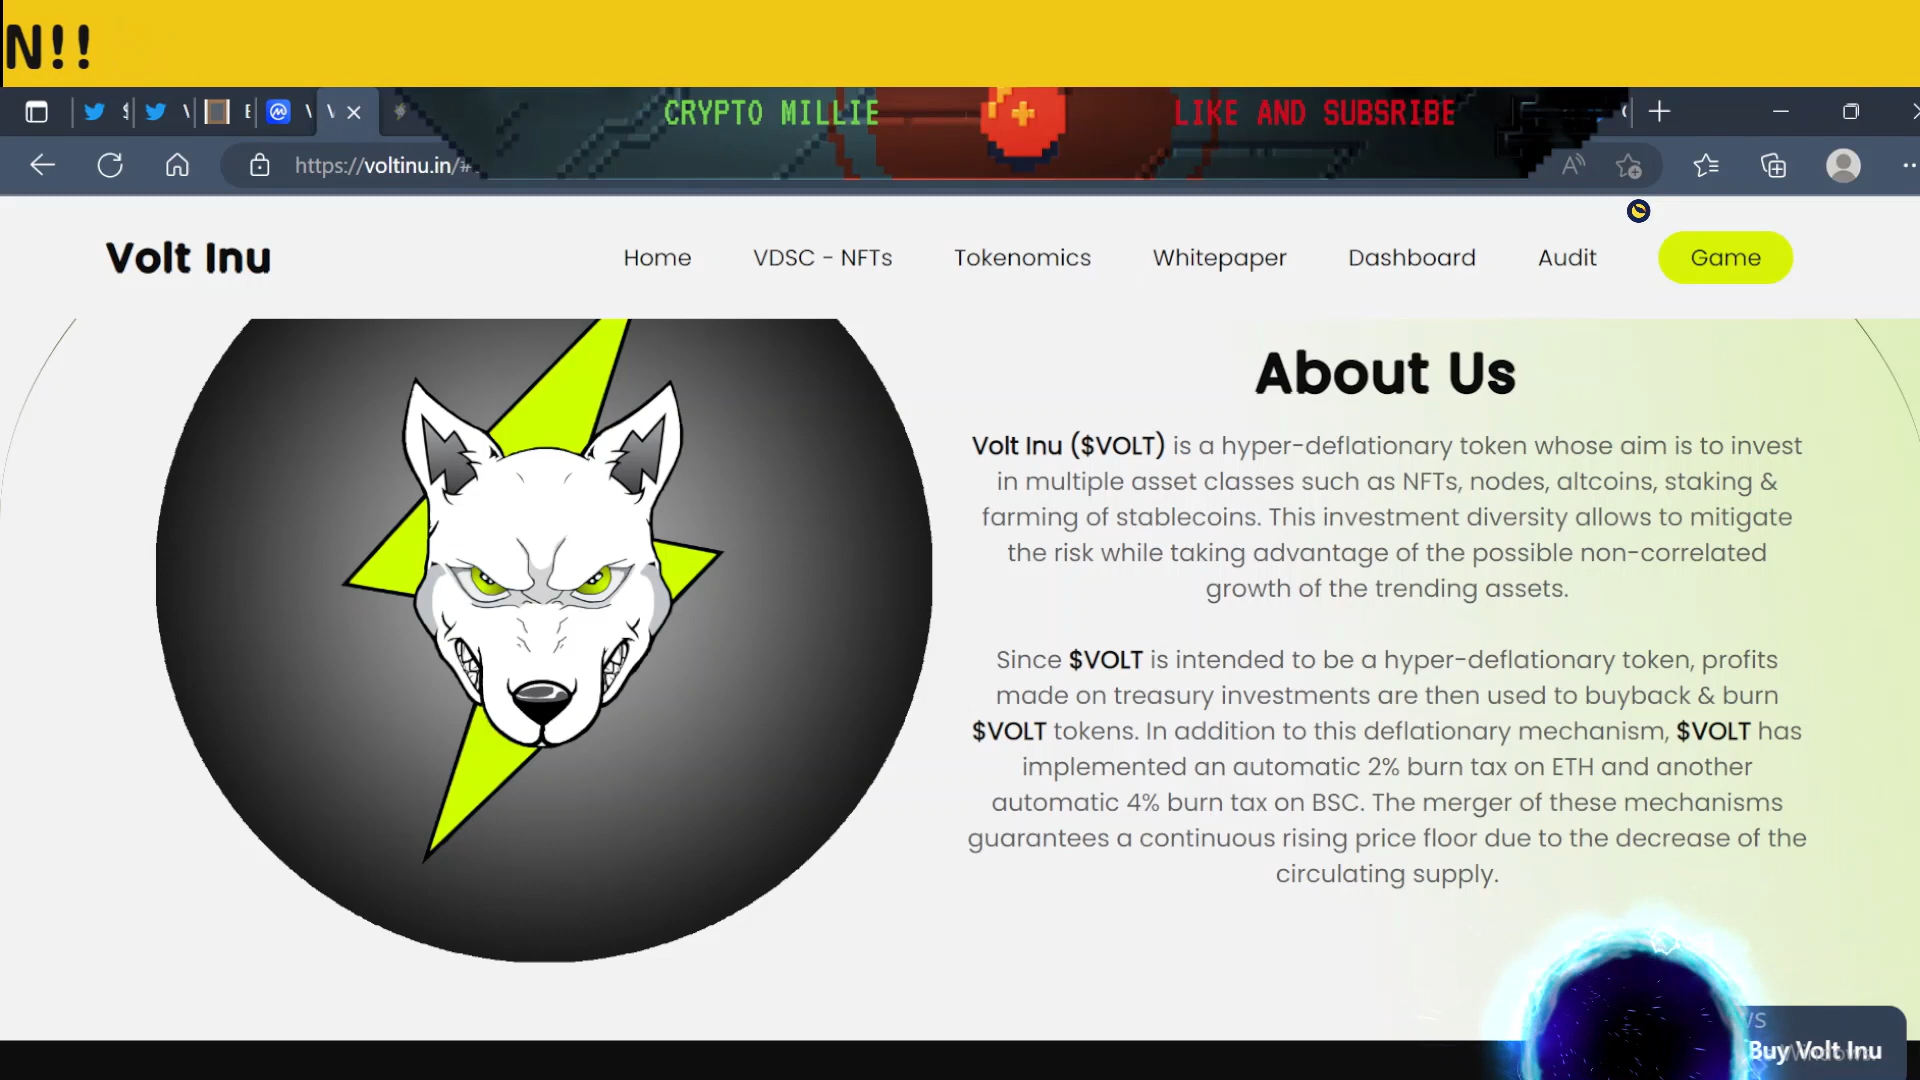 N!!
CRYPTO MILLIE
LIKE AND SUBSRIBE
https://voltinu.in/#
Volt Inu
Home
VDSC - NFTs
Tokenomics
Whitepaper
Dashboard
Audit
Game
About Us
Volt Inu ($VOLT) is a hyper-deflationary token whose aim is to invest
in multiple asset classes such as NFTs, nodes, altcoins, staking &
farming of stablecoins. This investment diversity allows to mitigate
the risk while taking advantage of the possible non-correlated
growth of the trending assets.
Since $VOLT is intended to be a hyper-deflationary token, profits
made on treasury investments are then used to buyback & burn
$VOLT tokens. In addition to this deflationary mechanism, $VOLT has
implemented an automatic 2% burn tax on ETH and another
automatic 4% burn tax on BSC. The merger of these mechanisms
guarantees a continuous rising price floor due to the decrease of the
circulating supply.
Buy Volt Inu